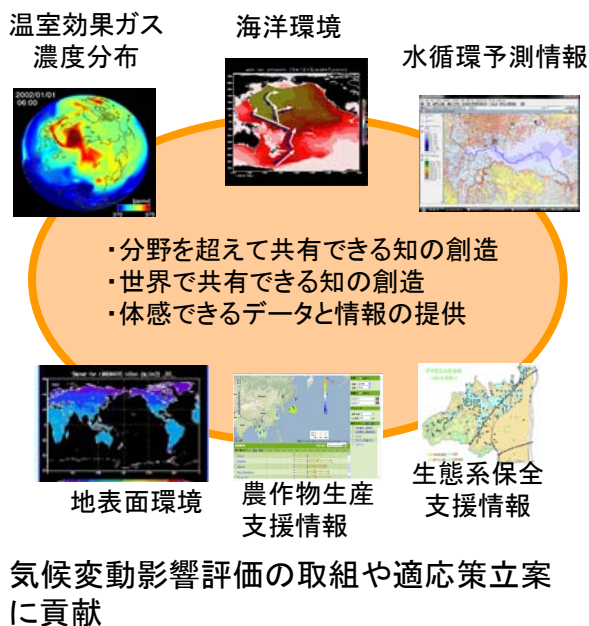 温室効果ガス
濃度分布
海洋環境
水循環予測情報
2002/01/01
06:00
・分野を超えて共有できる知の創造
・世界で共有できる知の創造
・体感できるデータと情報の提供
地表面環境
農作物生産
支援情報
生態系保全
支援情報
気候変動影響評価の取組や適応策立案
に貢献